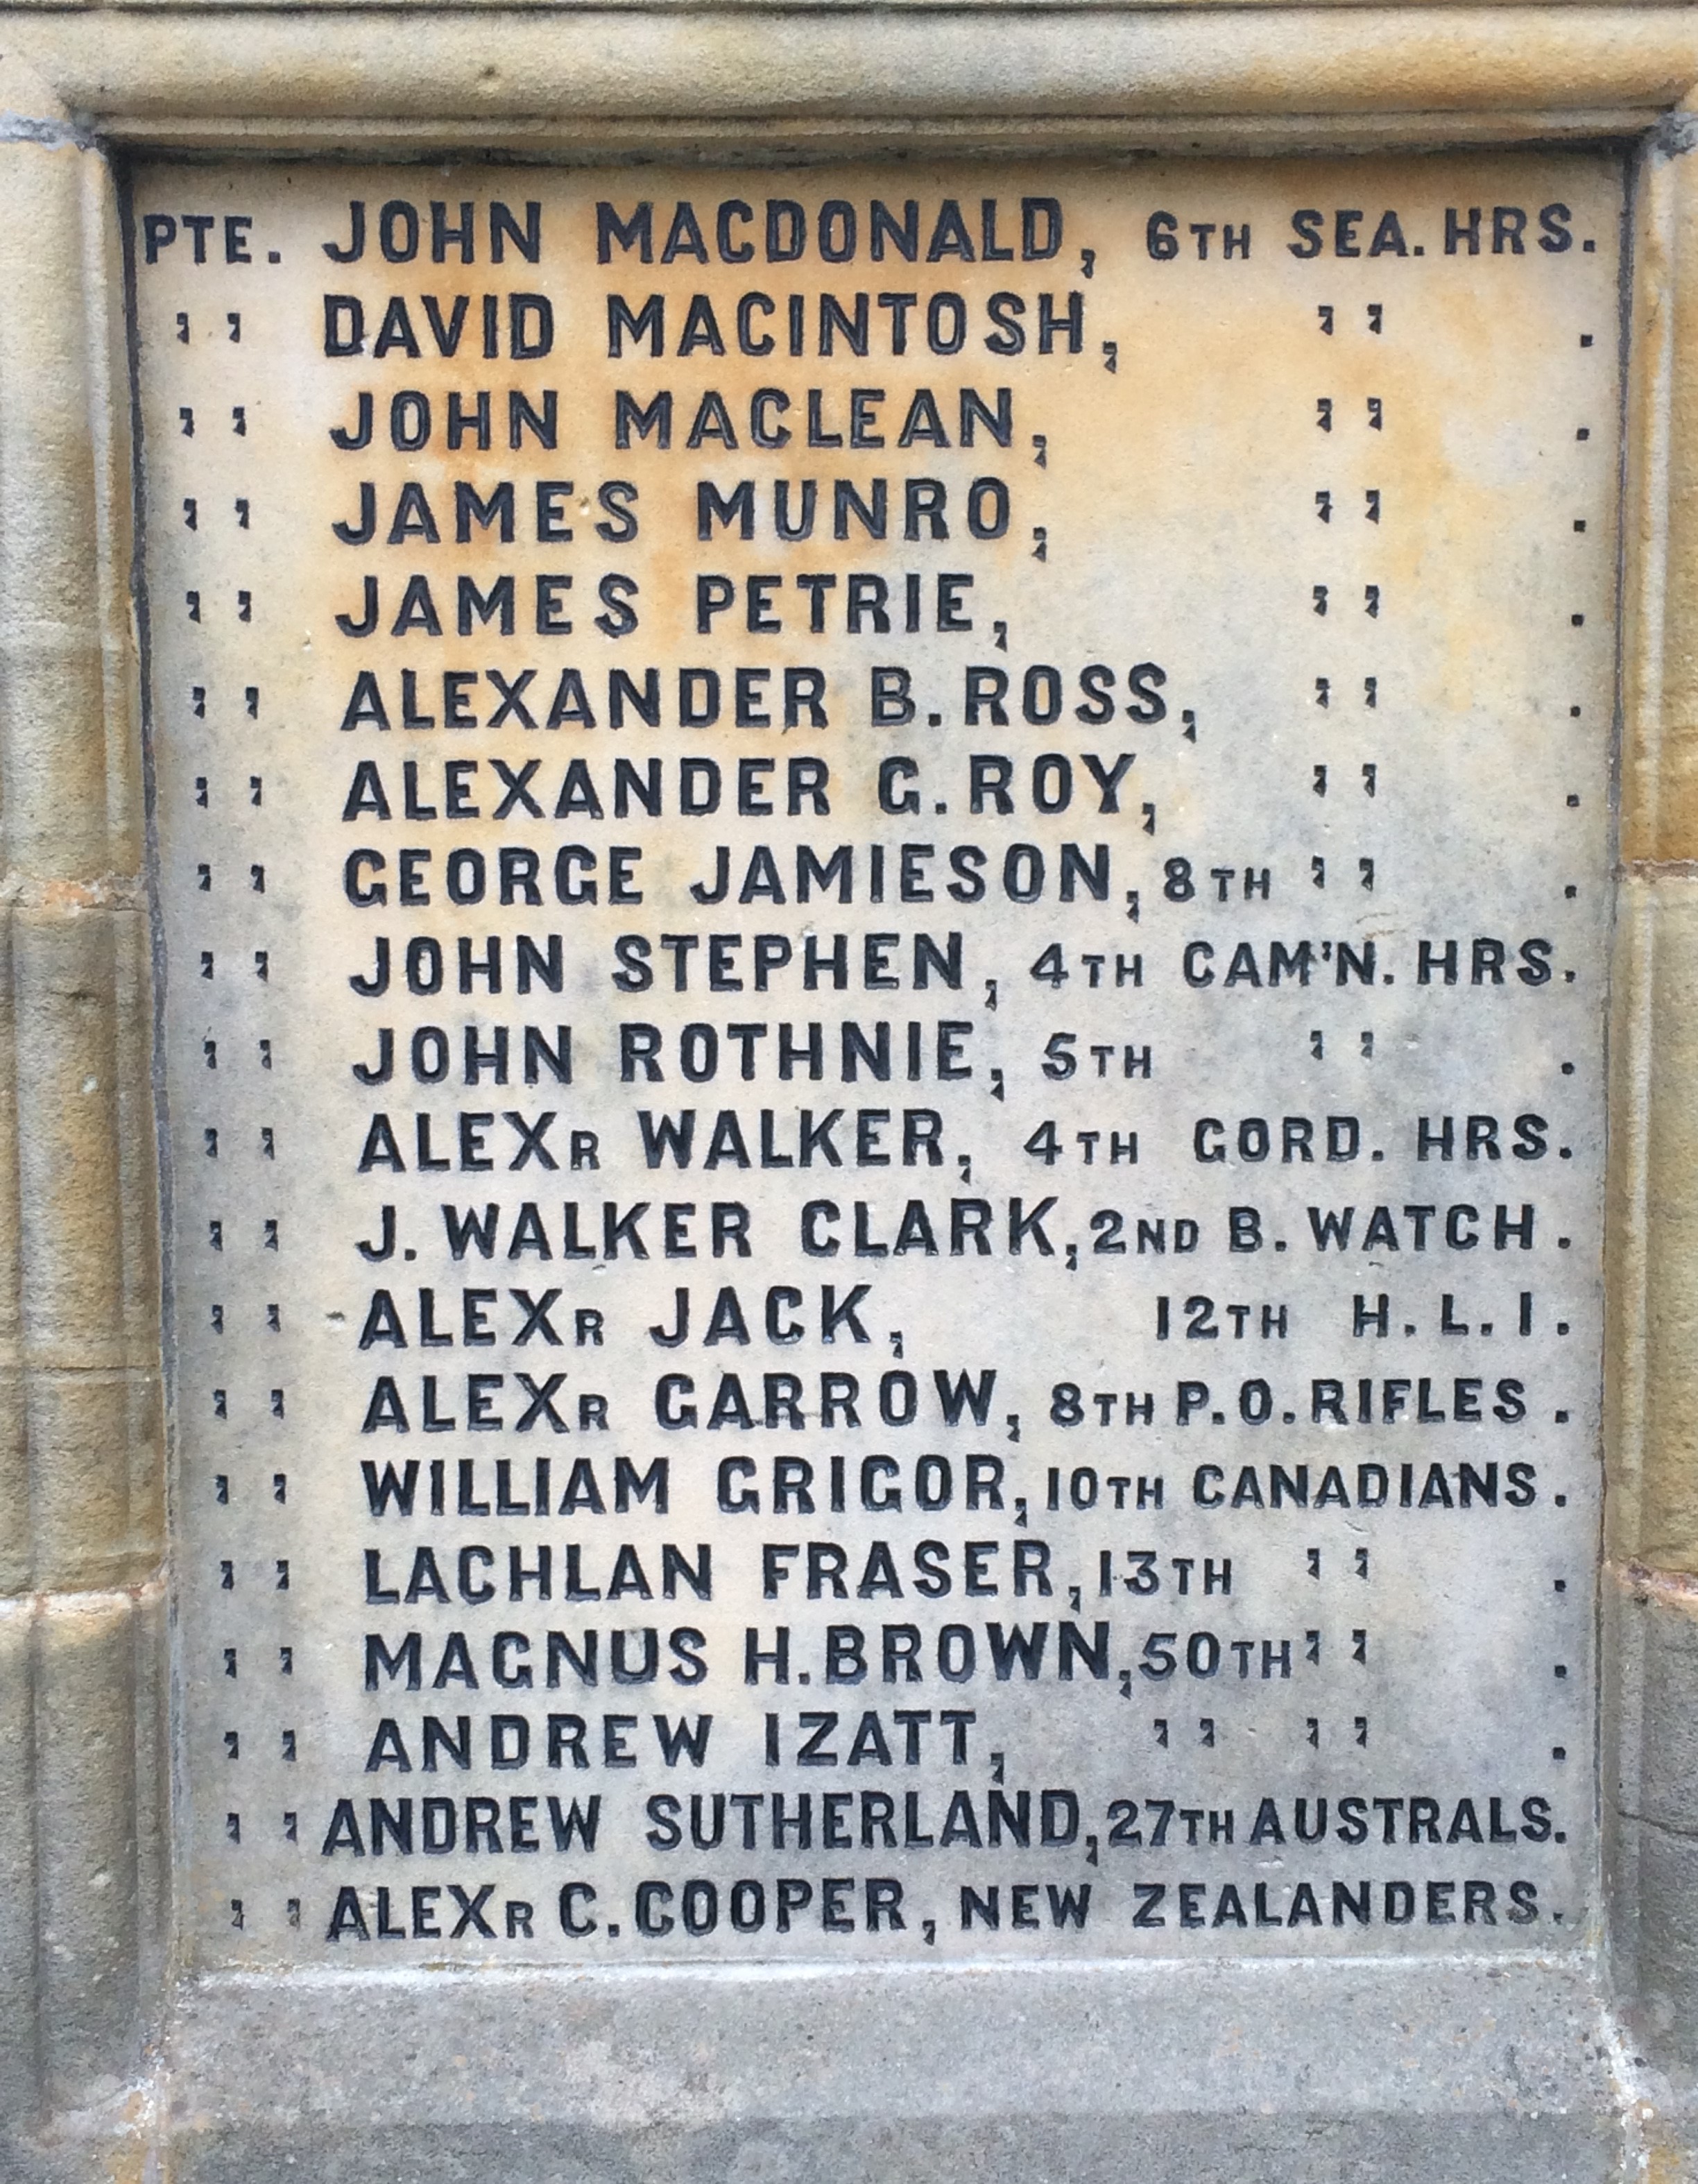 PTE. JOHN MACDONALD, 6TH SEA. HRS.
" DAVID MACINTOSH, " .
" JOHN MACLEAN, " .
" JAMES MUNRO, " .
" JAMES PETRIE, " .
" ALEXANDER B. ROSS, " .
" ALEXANDER G. ROY, " .
" GEORGE JAMIESON, 8TH " .
" JOHN STEPHEN, 4TH CAM'N. HRS.
" JOHN ROTHNIE, 5TH " .
" ALEXR WALKER, 4TH GORD. HRS.
" J. WALKER CLARK, 2ND B. WATCH.
" ALEXR JACK, 12TH H.L.I.
" ALEXR GARROW, 8TH P.O. RIFLES.
" WILLIAM GRIGOR, 10TH CANADIANS.
" LACHLAN FRASER, 13TH " .
" MAGNUS H. BROWN, 50TH " .
" ANDREW IZATT, " " .
" ANDREW SUTHERLAND, 27TH AUSTRALS.
" ALEXR C. COOPER, NEW ZEALANDERS.